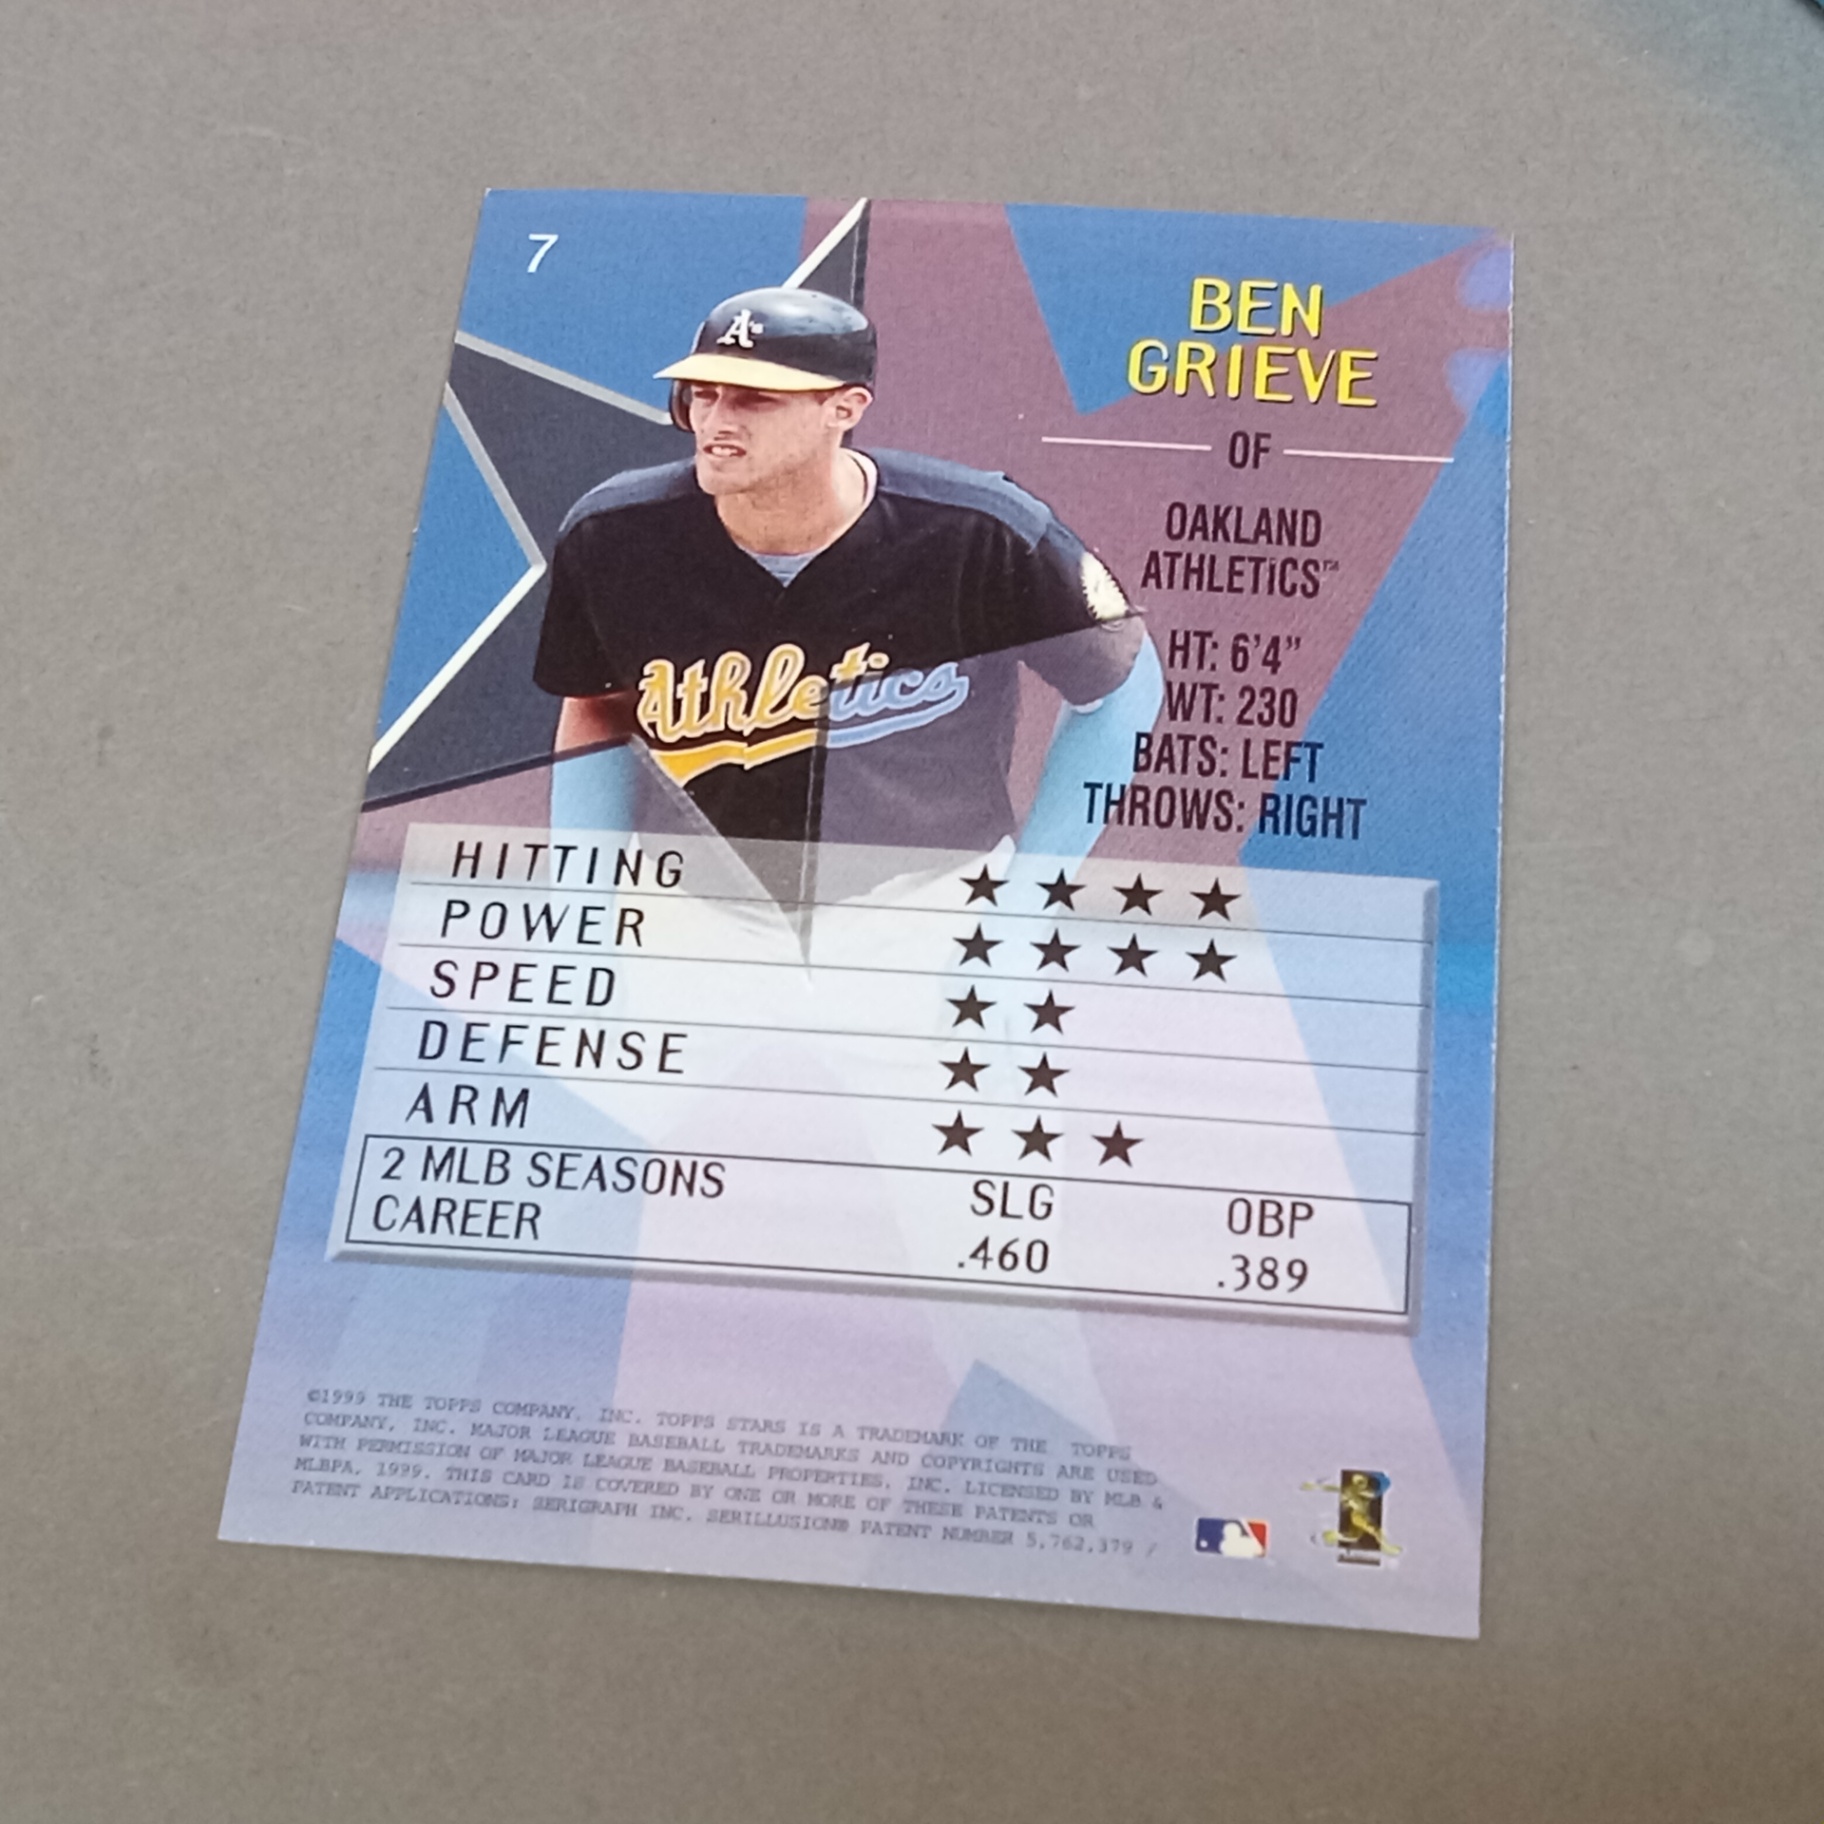 7
BEN
GRIEVE
OF
OAKLAND
ATHLETICS™
HT: 6'4"
WT: 230
BATS: LEFT
THROWS: RIGHT
A's
Athletics
HITTING ★ ★ ★ ★
POWER ★ ★ ★ ★
SPEED ★ ★
DEFENSE ★ ★
ARM ★ ★ ★
2 MLB SEASONS SLG OBP
CAREER .460 .389
©1999 THE TOPPS COMPANY, INC. TOPPS STARS IS A TRADEMARK OF THE TOPPS
COMPANY, INC. MAJOR LEAGUE BASEBALL TRADEMARKS AND COPYRIGHTS ARE USED
WITH PERMISSION OF MAJOR LEAGUE BASEBALL PROPERTIES, INC. LICENSED BY MLB &
MLBPA, 1999. THIS CARD IS COVERED BY ONE OR MORE OF THESE PATENTS OR
PATENT APPLICATIONS: SERIGRAPH INC. SERILLUSION® PATENT NUMBER 5,762,379 /